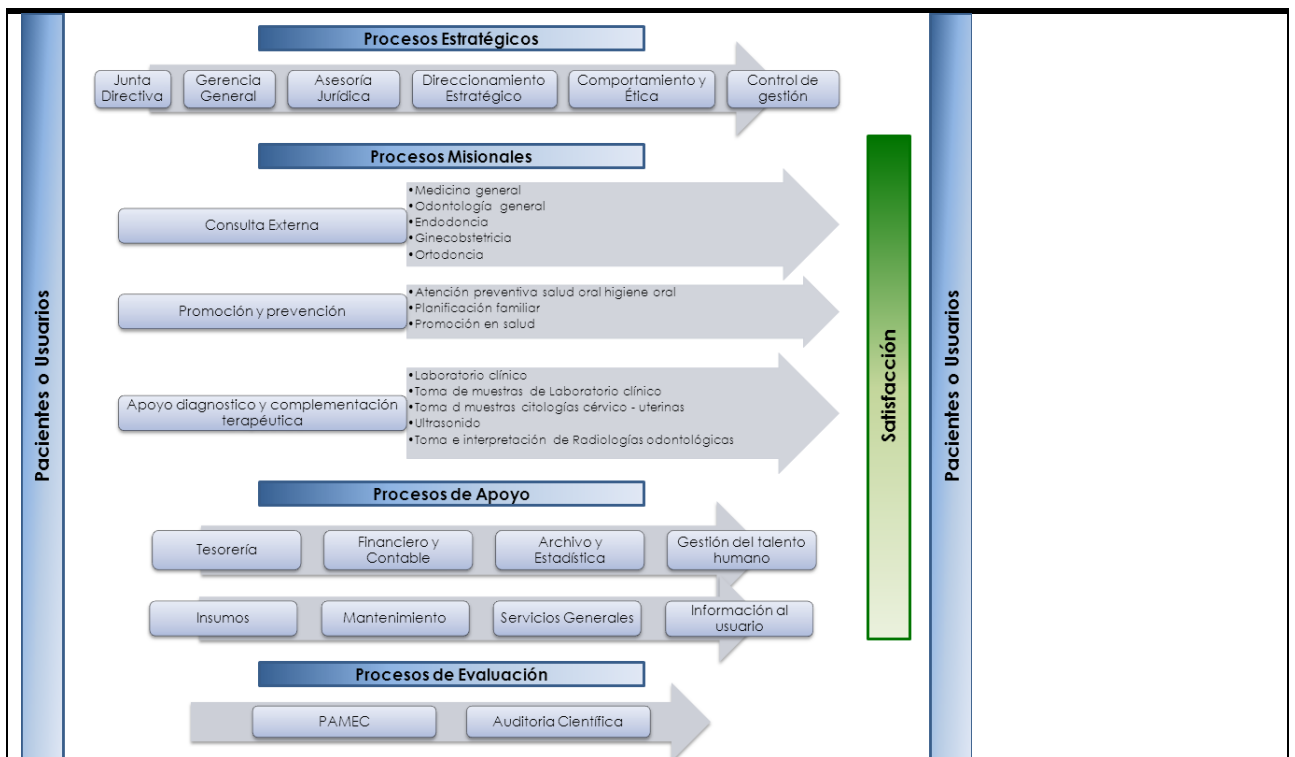 Pacientes o Usuarios
Procesos Estratégicos
Junta
Directiva
Gerencia
General
Asesoría
Jurídica
Direccionamiento
Estratégico
Comportamiento y
Ética
Control de
gestión
Procesos Misionales
Consulta Externa
•Medicina general
•Odontología general
•Endodoncia
•Ginecobstetricia
•Ortodoncia
Promoción y prevención
•Atención preventiva salud oral higiene oral
•Planificación familiar
•Promoción en salud
Apoyo diagnostico y complementación
terapéutica
•Laboratorio clínico
•Toma de muestras de Laboratorio clínico
•Toma d muestras citologías cérvico - uterinas
•Ultrasonido
•Toma e interpretación de Radiologías odontológicas
Procesos de Apoyo
Tesorería
Financiero y
Contable
Archivo y
Estadística
Gestión del talento
humano
Insumos
Mantenimiento
Servicios Generales
Información al
usuario
Procesos de Evaluación
PAMEC
Auditoria Científica
Satisfacción
Pacientes o Usuarios